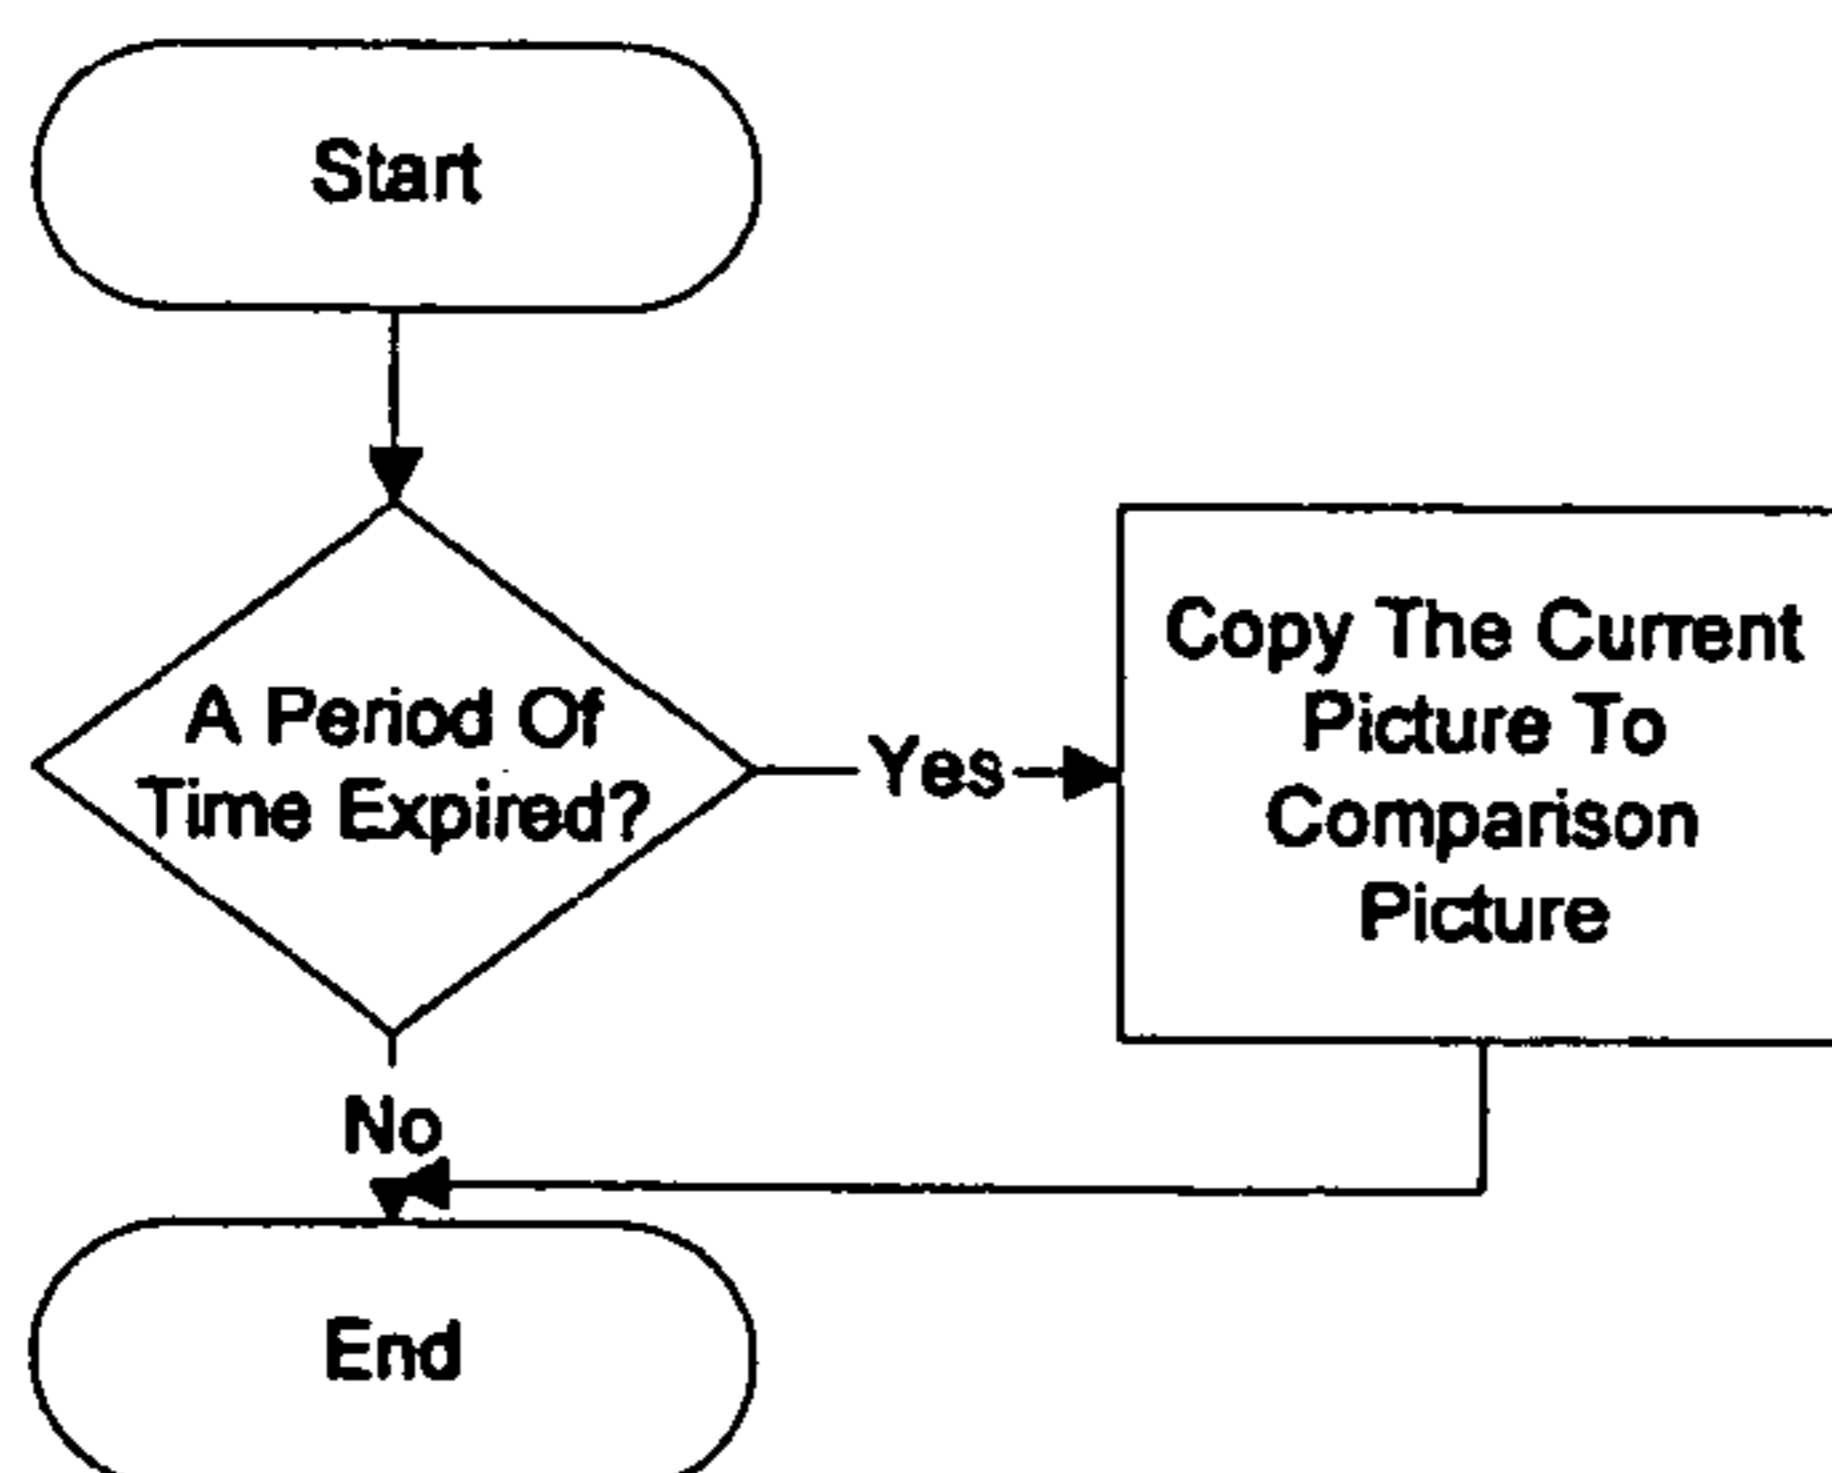 Start
A Period Of
Time Expired?
Yes
Copy The Current
Picture To
Comparison
Picture
No
End